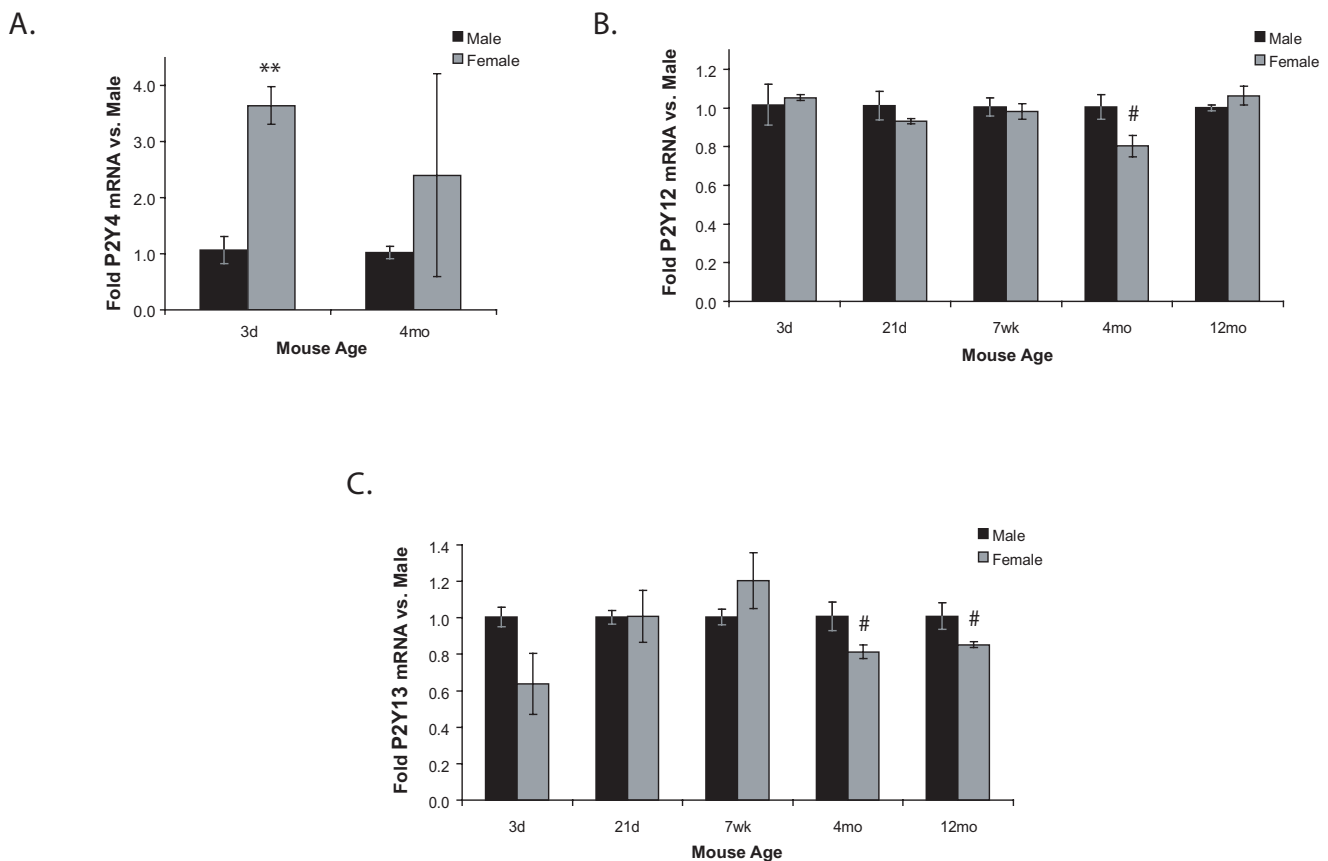 A.
Male
Female
Fold P2Y4 mRNA vs. Male
4.0
3.0
2.0
1.0
0.0
**
3d
4mo
Mouse Age
B.
Male
Female
Fold P2Y12 mRNA vs. Male
1.2
1.0
0.8
0.6
0.4
0.2
0.0
#
3d
21d
7wk
4mo
12mo
Mouse Age
C.
Male
Female
Fold P2Y13 mRNA vs. Male
1.4
1.2
1.0
0.8
0.6
0.4
0.2
0.0
#
#
3d
21d
7wk
4mo
12mo
Mouse Age